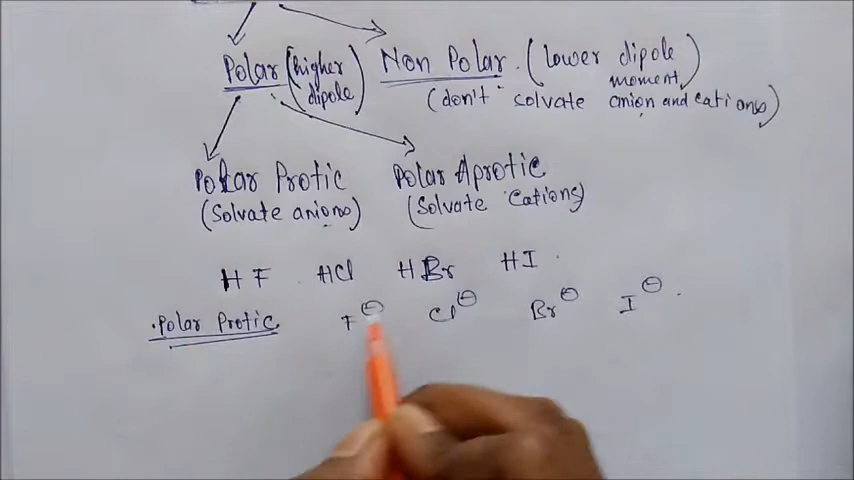 Polar (higher dipole) Non Polar. (lower dipole moment)
(don't solvate anion and cations)
Polar Protic Polar Aprotic
(Solvate anions) (Solvate Cations)
HF HCl HBr HI
Polar Protic F⊖ Cl⊖ Br⊖ I⊖